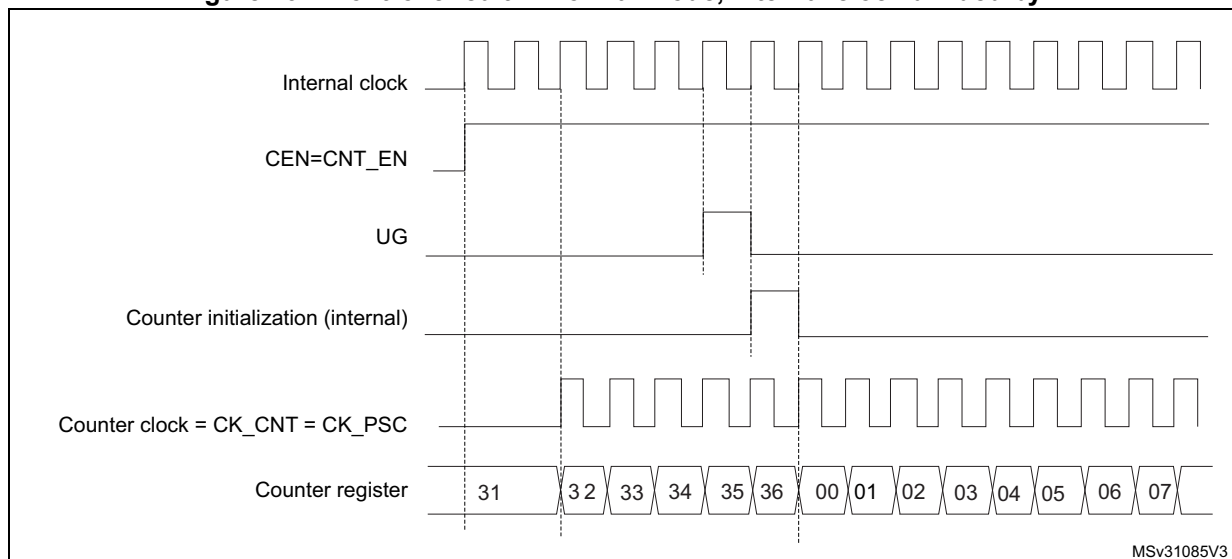 Internal clock
CEN=CNT_EN
UG
Counter initialization (internal)
Counter clock = CK_CNT = CK_PSC
Counter register 31 32 33 34 35 36 00 01 02 03 04 05 06 07
MSv31085V3